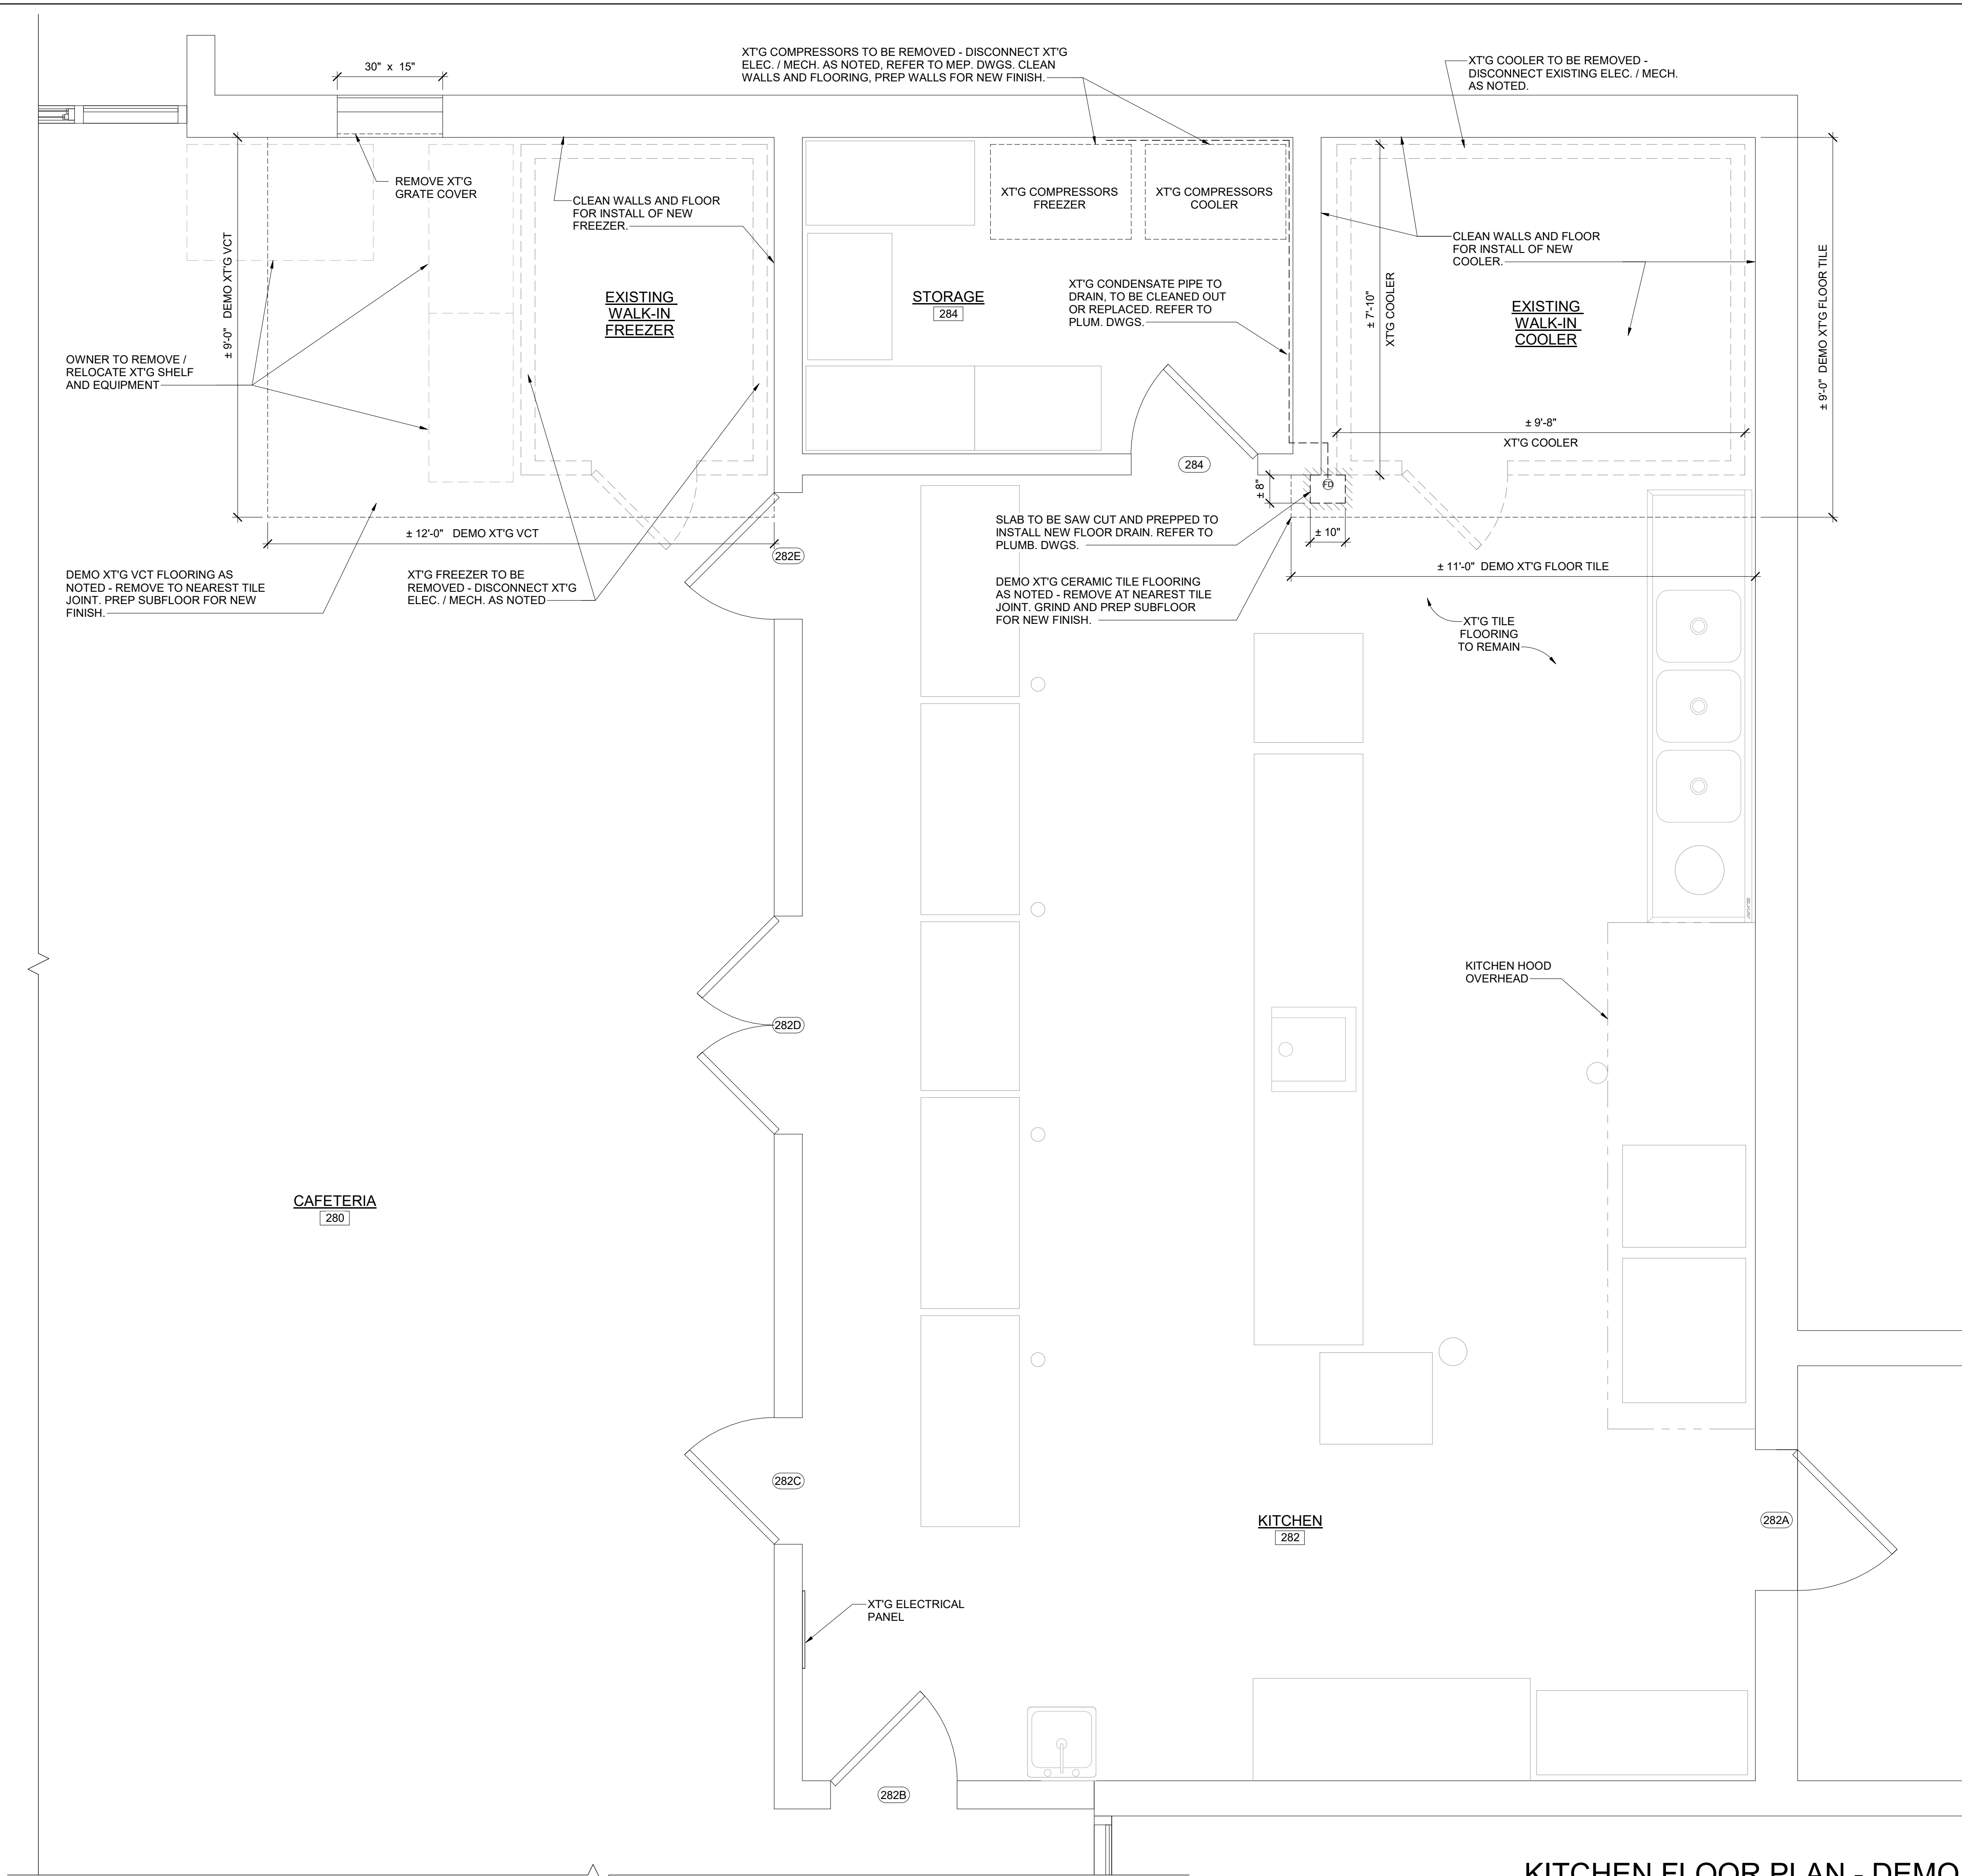 30" x 15"
XT'G COMPRESSORS TO BE REMOVED - DISCONNECT XT'G
ELEC. / MECH. AS NOTED, REFER TO MEP. DWGS. CLEAN
WALLS AND FLOORING, PREP WALLS FOR NEW FINISH.
XT'G COOLER TO BE REMOVED -
DISCONNECT EXISTING ELEC. / MECH.
AS NOTED.
REMOVE XT'G
GRATE COVER
CLEAN WALLS AND FLOOR
FOR INSTALL OF NEW
FREEZER.
XT'G COMPRESSORS
FREEZER
XT'G COMPRESSORS
COOLER
CLEAN WALLS AND FLOOR
FOR INSTALL OF NEW
COOLER.
± 9'-0" DEMO XT'G VCT
EXISTING
WALK-IN
FREEZER
STORAGE
284
XT'G CONDENSATE PIPE TO
DRAIN, TO BE CLEANED OUT
OR REPLACED. REFER TO
PLUM. DWGS.
± 7'-10"
XT'G COOLER
EXISTING
WALK-IN
COOLER
± 9'-0" DEMO XT'G FLOOR TILE
OWNER TO REMOVE /
RELOCATE XT'G SHELF
AND EQUIPMENT
± 9'-8"
XT'G COOLER
284
± 8"
FD
± 10"
SLAB TO BE SAW CUT AND PREPPED TO
INSTALL NEW FLOOR DRAIN. REFER TO
PLUMB. DWGS.
± 12'-0" DEMO XT'G VCT
282E
± 11'-0" DEMO XT'G FLOOR TILE
DEMO XT'G VCT FLOORING AS
NOTED - REMOVE TO NEAREST TILE
JOINT. PREP SUBFLOOR FOR NEW
FINISH.
XT'G FREEZER TO BE
REMOVED - DISCONNECT XT'G
ELEC. / MECH. AS NOTED
DEMO XT'G CERAMIC TILE FLOORING
AS NOTED - REMOVE AT NEAREST TILE
JOINT. GRIND AND PREP SUBFLOOR
FOR NEW FINISH.
XT'G TILE
FLOORING
TO REMAIN
KITCHEN HOOD
OVERHEAD
282D
CAFETERIA
280
282C
KITCHEN
282
282A
XT'G ELECTRICAL
PANEL
282B
KITCHEN FLOOR PLAN - DEMO